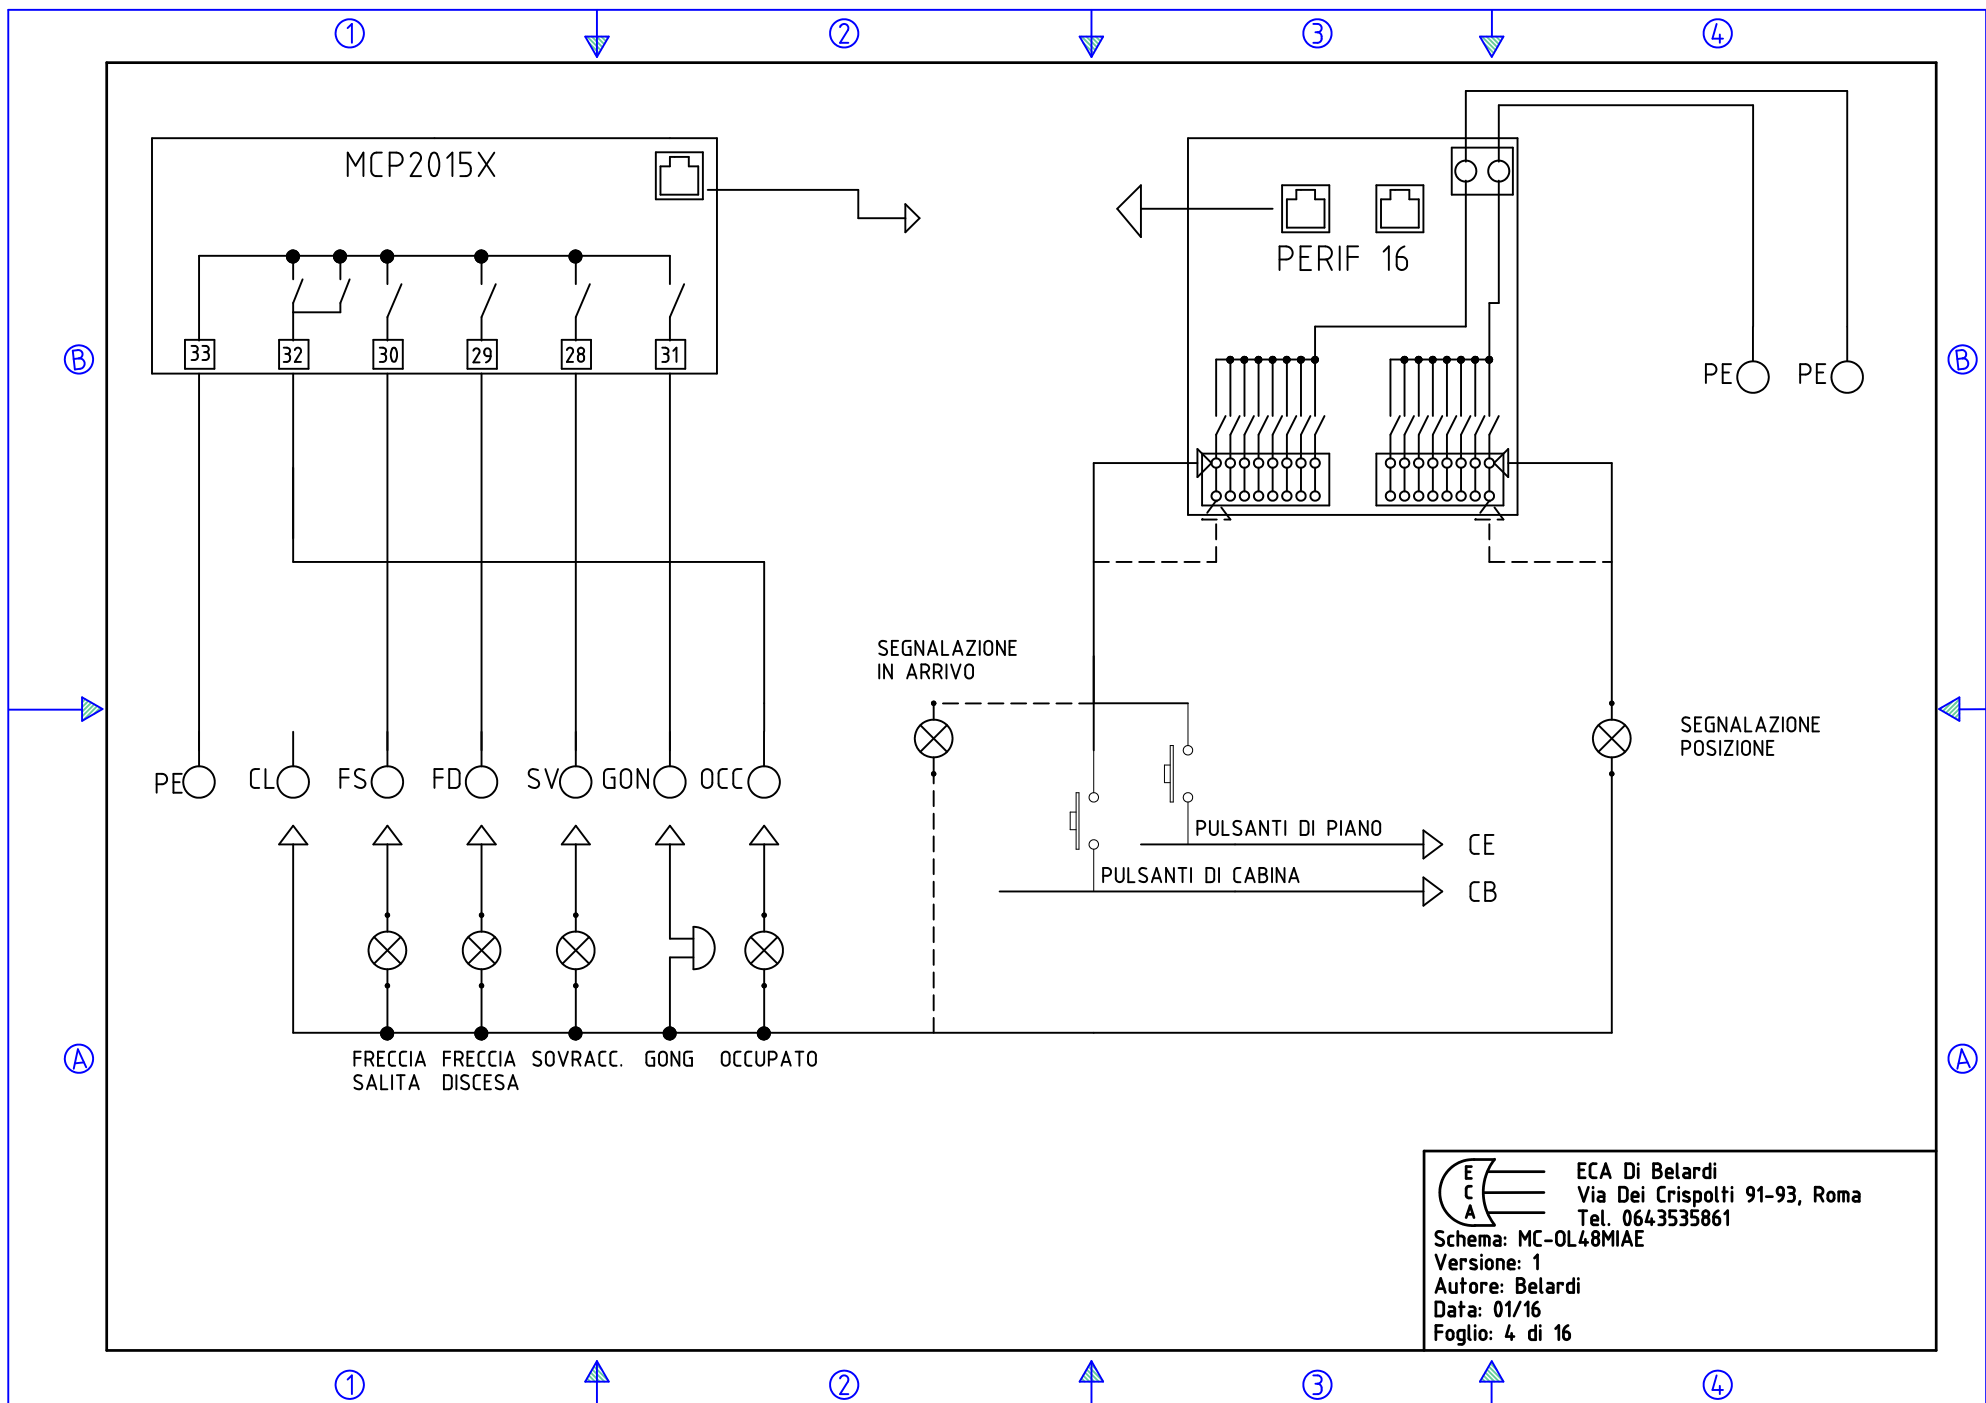 1 2 3 4
MCP2015X
PERIF 16
33 32 30 29 28 31
B B
PE PE
SEGNALAZIONE
IN ARRIVO
SEGNALAZIONE
POSIZIONE
PE CL FS FD SV GON OCC
PULSANTI DI PIANO CE
PULSANTI DI CABINA CB
A A
FRECCIA
SALITA
FRECCIA
DISCESA
SOVRACC.
GONG
OCCUPATO
E
C
A
ECA Di Belardi
Via Dei Crispolti 91-93, Roma
Tel. 0643535861
Schema: MC-OL48MIAE
Versione: 1
Autore: Belardi
Data: 01/16
Foglio: 4 di 16
1 2 3 4